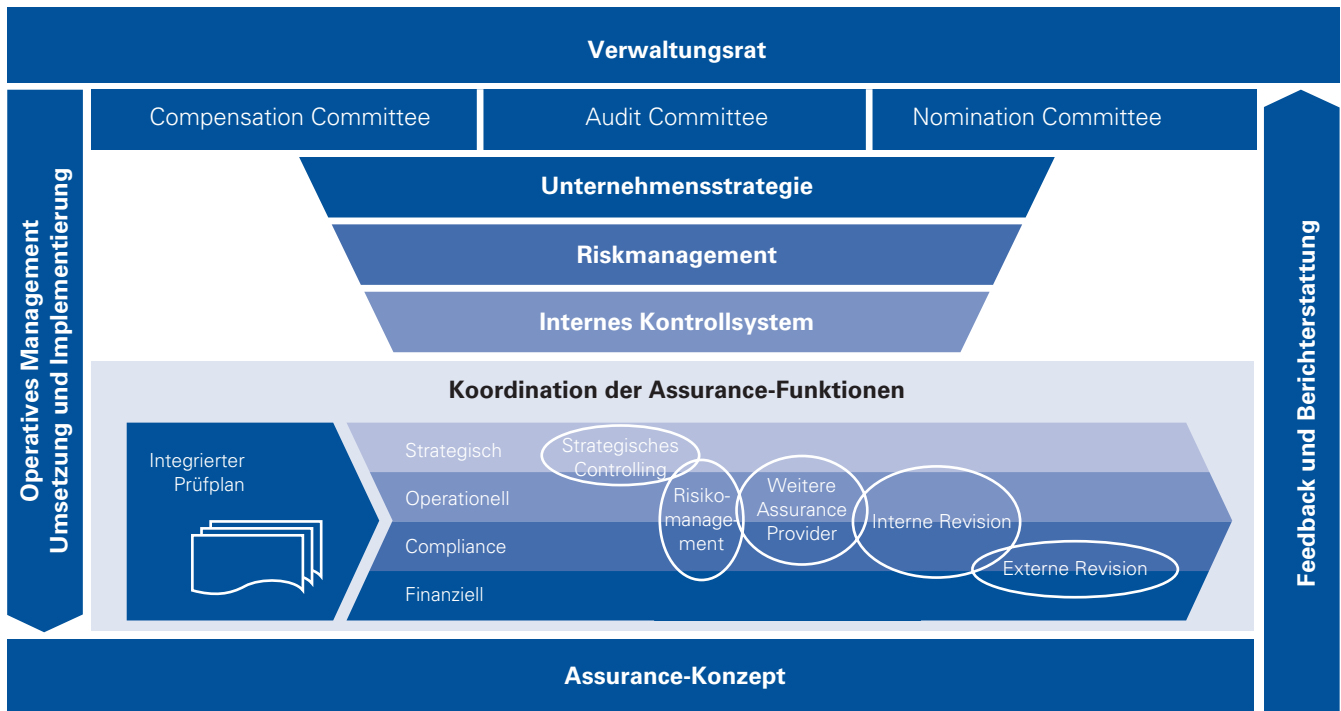 Verwaltungsrat
Compensation Committee
Audit Committee
Nomination Committee
Operatives Management
Umsetzung und Implementierung
Unternehmensstrategie
Riskmanagement
Internes Kontrollsystem
Feedback und Berichterstattung
Koordination der Assurance-Funktionen
Integrierter
Prüfplan
Strategisch
Operationell
Compliance
Finanziell
Strategisches
Controlling
Risiko-
manage-
ment
Weitere
Assurance
Provider
Interne Revision
Externe Revision
Assurance-Konzept